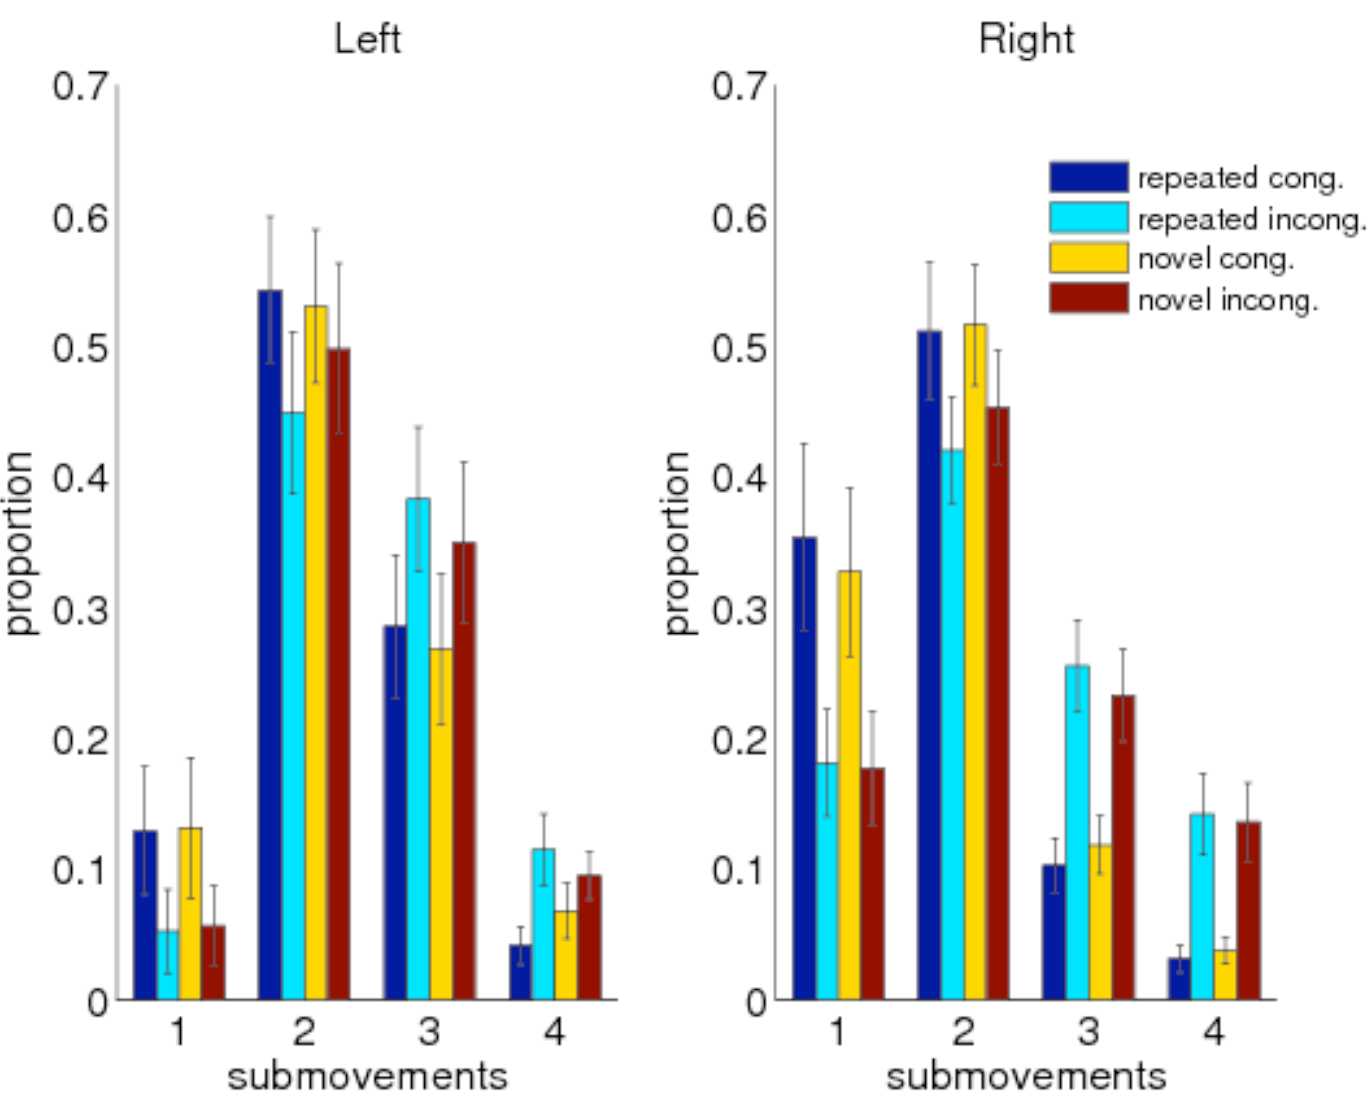 Left
0.7
0.6
0.5
0.4
0.3
0.2
0.1
0
proportion
1 2 3 4
submovements
Right
0.7
0.6
0.5
0.4
0.3
0.2
0.1
0
proportion
1 2 3 4
submovements
repeated cong.
repeated incong.
novel cong.
novel incong.